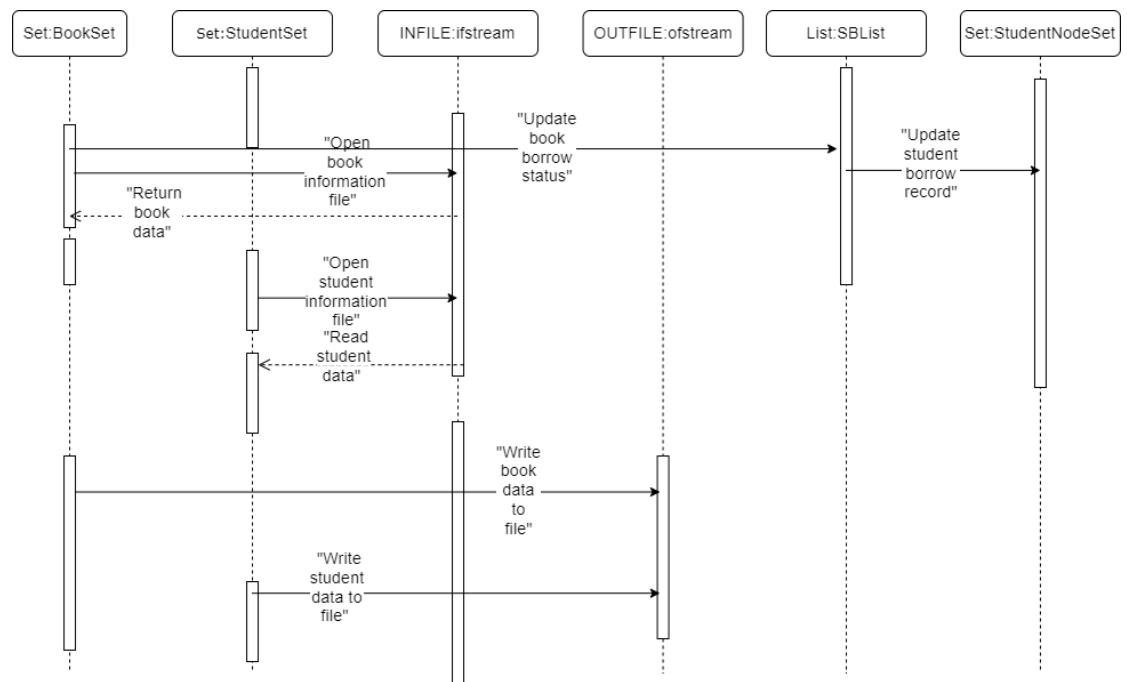 Set:BookSet
Set:StudentSet
INFILE:ifstream
OUTFILE:ofstream
List:SBList
Set:StudentNodeSet
"Update
book
borrow
status"
"Update
student
borrow
record"
"Open
book
information
file"
"Return
book
data"
"Open
student
information
file"
"Read
student
data"
"Write
book
data
to
file"
"Write
student
data to
file"